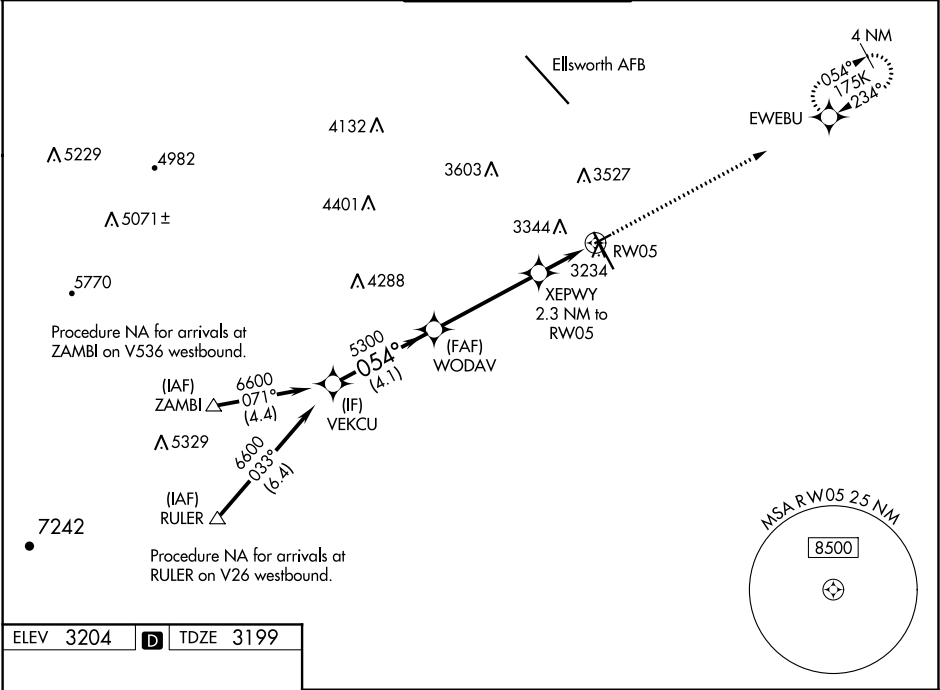 4 NM
Ellsworth AFB
054°
175K
234°
EWEBU
4132
5229
4982
3603
3527
4401
5071±
3344
RW05
3234
5770
4288
XEPWY
2.3 NM to
RW05
Procedure NA for arrivals at
ZAMBI on V536 westbound.
5300
054°
(4.1)
(FAF)
WODAV
(IAF)
ZAMBI
6600
071°
(4.4)
(IF)
VEKCU
5329
6600
033°
(6.4)
(IAF)
RULER
7242
Procedure NA for arrivals at
RULER on V26 westbound.
MSA RW05 25 NM
8500
ELEV 3204 D TDZE 3199